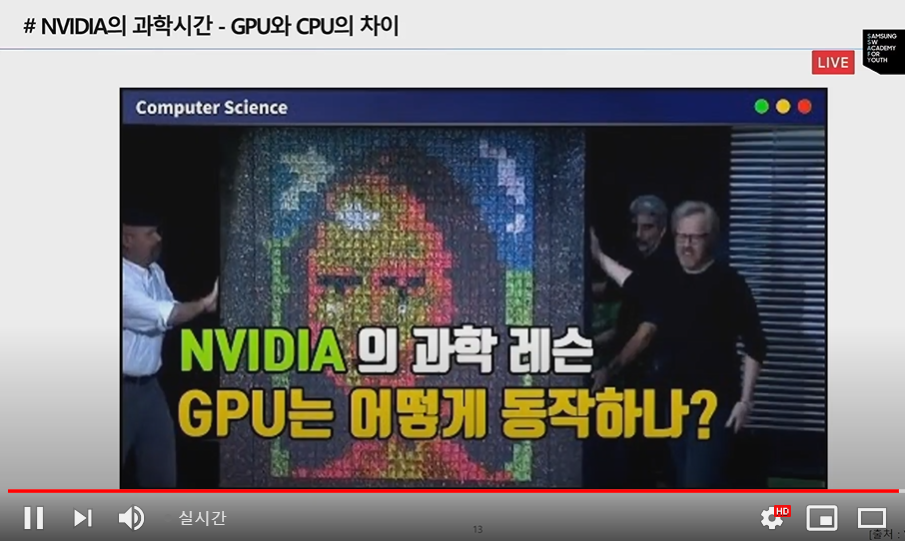 # NVIDIA의 과학시간 - GPU와 CPU의 차이
SAMSUNG
SW
ACADEMY
FOR
YOUTH
LIVE
Computer Science
NVIDIA 의 과학 레슨
GPU는 어떻게 동작하나?
실시간
HD
13
[출처 :